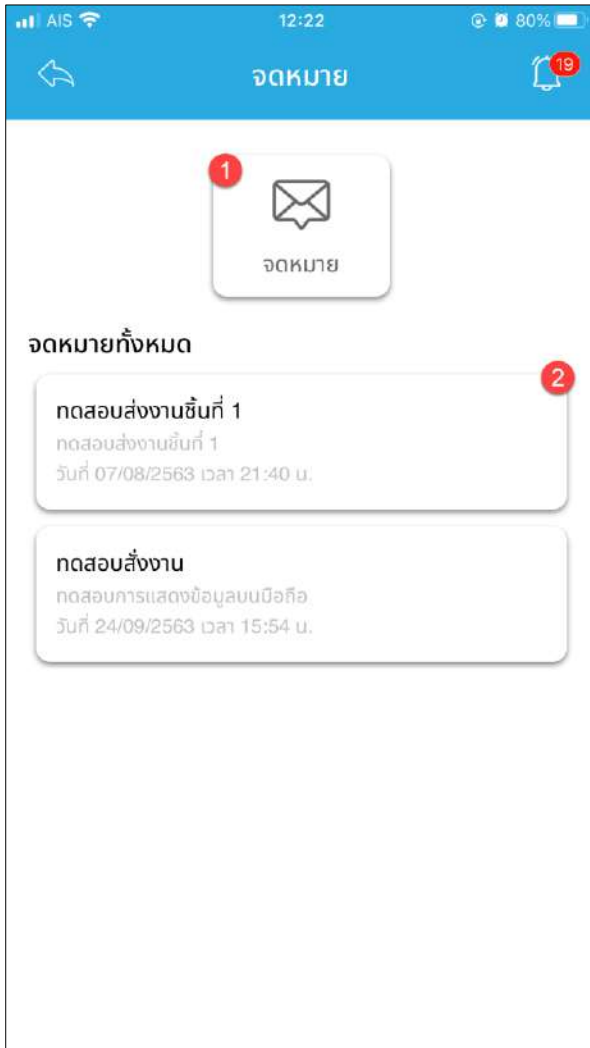 AIS 12:22 80%
จดหมาย 19
1
จดหมาย
จดหมายทั้งหมด
2
ทดสอบส่งงานชิ้นที่ 1
ทดสอบส่งงานชิ้นที่ 1
วันที่ 07/08/2563 เวลา 21:40 น.
ทดสอบสั่งงาน
ทดสอบการแสดงข้อมูลบนมือถือ
วันที่ 24/09/2563 เวลา 15:54 น.